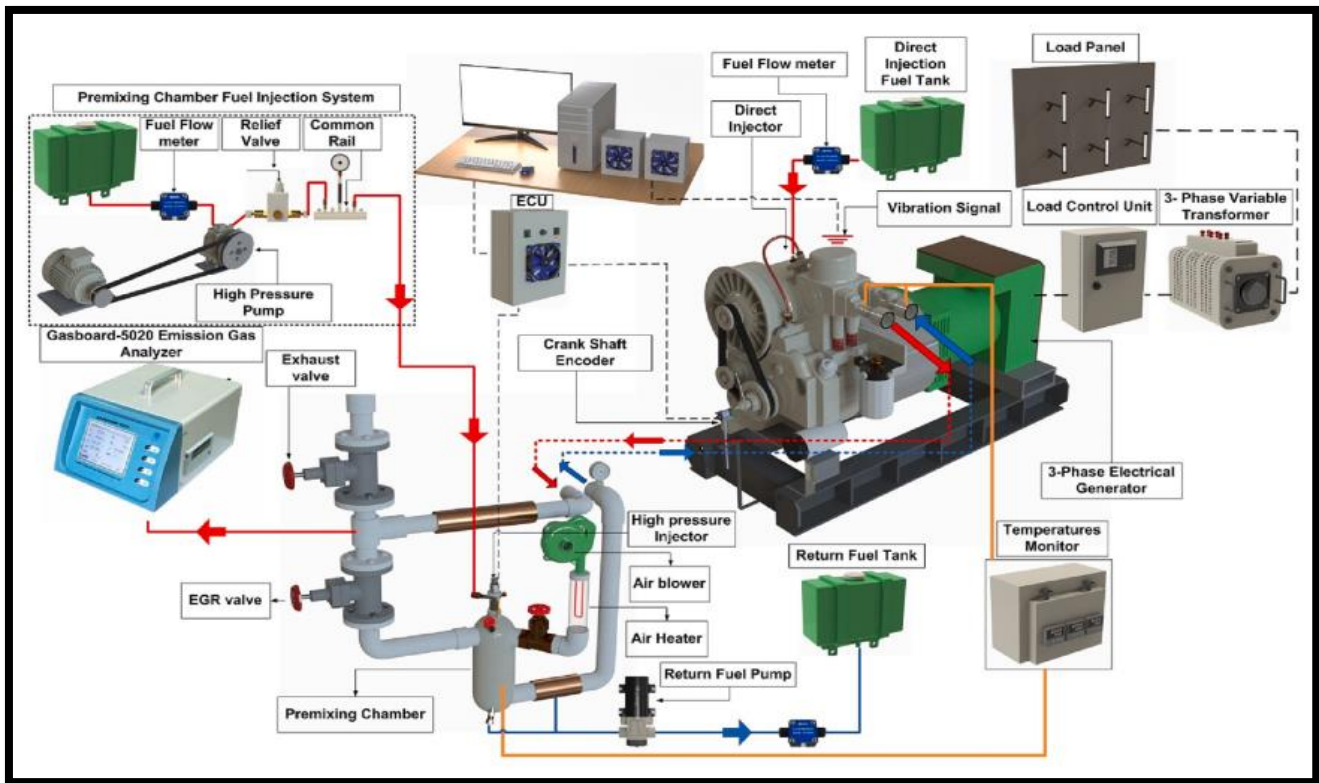 Premixing Chamber Fuel Injection System
Fuel Flow
meter
Relief
Valve
Common
Rail
High Pressure
Pump
Fuel Flow meter
Direct
Injection
Fuel Tank
Direct
Injector
Load Panel
ECU
Vibration Signal
Load Control Unit
3- Phase Variable
Transformer
Gasboard-5020 Emission Gas
Analyzer
Exhaust
valve
Crank Shaft
Encoder
3-Phase Electrical
Generator
High pressure
Injector
Air blower
Air Heater
EGR valve
Return Fuel Tank
Temperatures
Monitor
Return Fuel Pump
Premixing Chamber